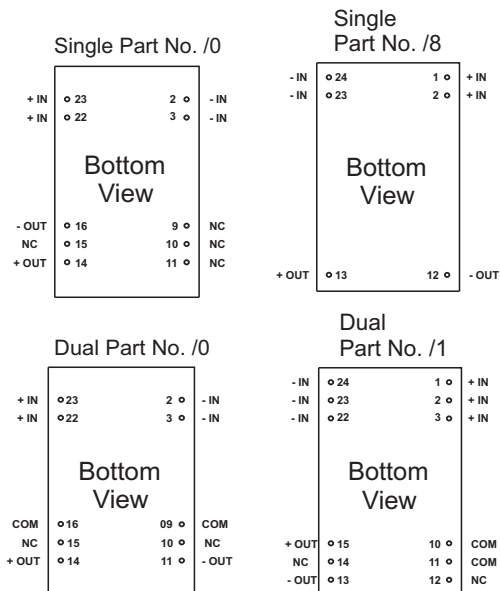 Single Part No. /0
+ IN 23 2 - IN
+ IN 22 3 - IN
Bottom
View
- OUT 16 9 NC
NC 15 10 NC
+ OUT 14 11 NC
Single
Part No. /8
- IN 24 1 + IN
- IN 23 2 + IN
Bottom
View
+ OUT 13 12 - OUT
Dual Part No. /0
+ IN 23 2 - IN
+ IN 22 3 - IN
Bottom
View
COM 16 09 COM
NC 15 10 NC
+ OUT 14 11 - OUT
Dual
Part No. /1
- IN 24 1 + IN
- IN 23 2 + IN
- IN 22 3 + IN
Bottom
View
+ OUT 15 10 COM
NC 14 11 COM
- OUT 13 12 NC